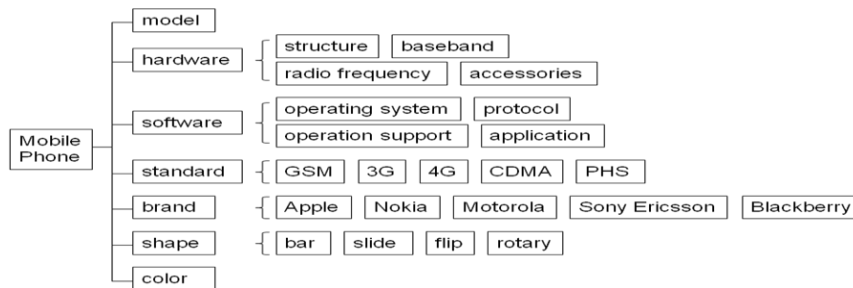 model
hardware
structure baseband
radio frequency accessories
software
operating system protocol
operation support application
Mobile
Phone
standard GSM 3G 4G CDMA PHS
brand Apple Nokia Motorola Sony Ericsson Blackberry
shape bar slide flip rotary
color